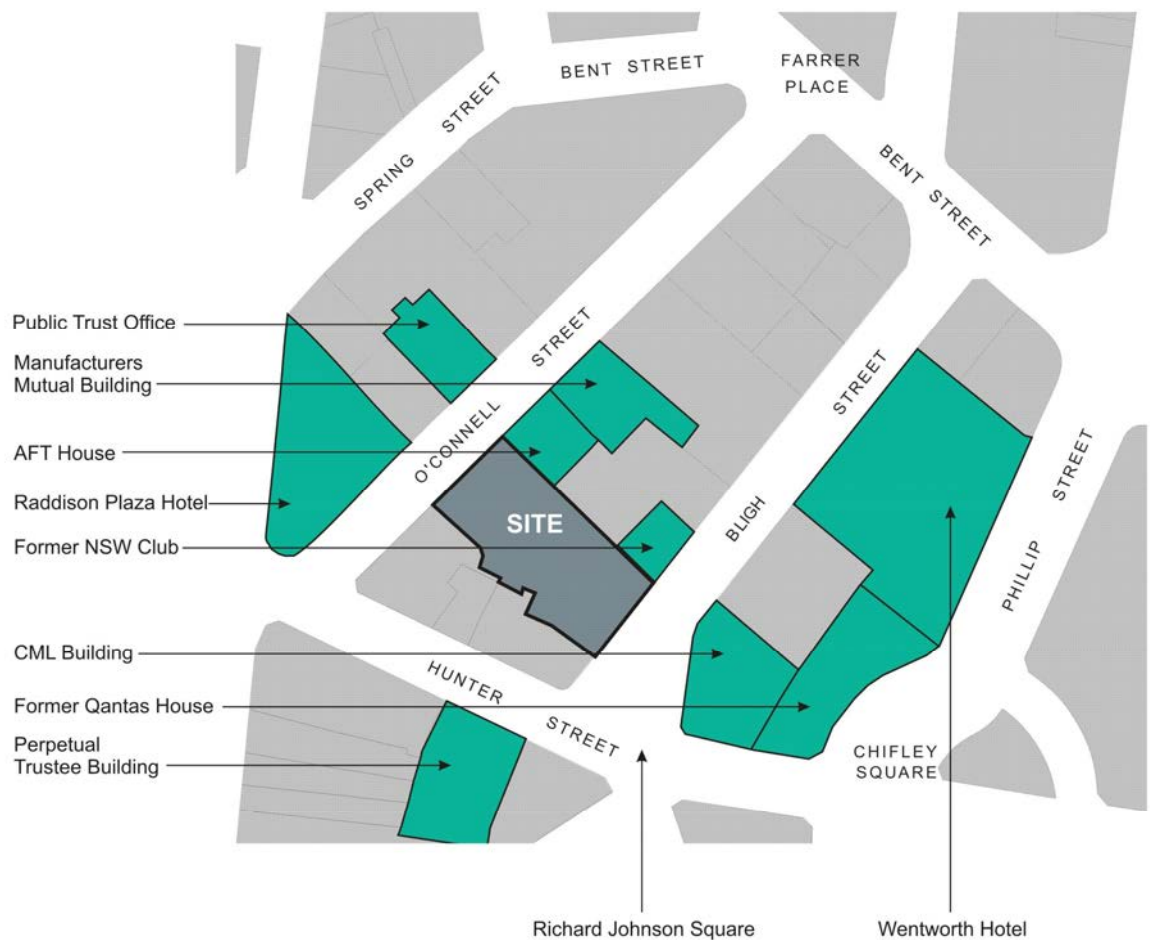 BENT STREET
FARRER
PLACE
SPRING STREET
BENT STREET
Public Trust Office
Manufacturers
Mutual Building
O'CONNELL STREET
AFT House
Raddison Plaza Hotel
SITE
Former NSW Club
BLIGH STREET
PHILLIP STREET
CML Building
HUNTER STREET
Former Qantas House
Perpetual
Trustee Building
CHIFLEY
SQUARE
Richard Johnson Square
Wentworth Hotel